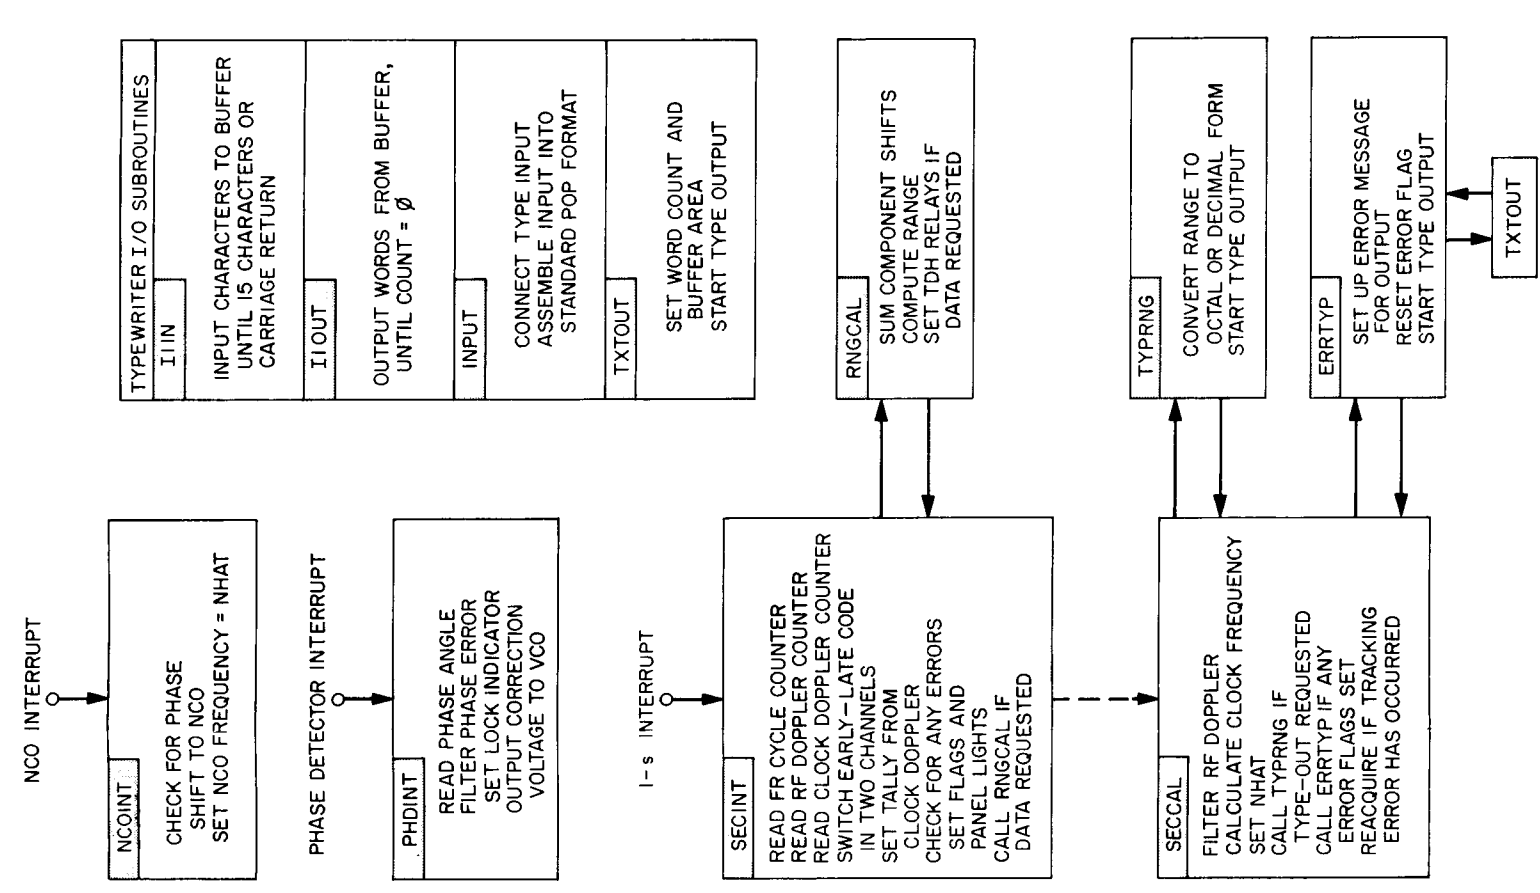 NCO INTERRUPT
NCOINT
CHECK FOR PHASE
SHIFT TO NCO
SET NCO FREQUENCY = NHAT
PHASE DETECTOR INTERRUPT
PHDINT
READ PHASE ANGLE
FILTER PHASE ERROR
SET LOCK INDICATOR
OUTPUT CORRECTION
VOLTAGE TO VCO
1-s INTERRUPT
SECINT
READ FR CYCLE COUNTER
READ RF DOPPLER COUNTER
READ CLOCK DOPPLER COUNTER
SWITCH EARLY-LATE CODE
IN TWO CHANNELS
SET TALLY FROM
CLOCK DOPPLER
CHECK FOR ANY ERRORS
SET FLAGS AND
PANEL LIGHTS
CALL RNGCAL IF
DATA REQUESTED
SECCAL
FILTER RF DOPPLER
CALCULATE CLOCK FREQUENCY
SET NHAT
CALL TYPRNG IF
TYPE-OUT REQUESTED
CALL ERRTYP IF ANY
ERROR FLAGS SET
REACQUIRE IF TRACKING
ERROR HAS OCCURRED
TYPEWRITER I/O SUBROUTINES
IIIN
INPUT CHARACTERS TO BUFFER
UNTIL 15 CHARACTERS OR
CARRIAGE RETURN
IIOUT
OUTPUT WORDS FROM BUFFER,
UNTIL COUNT = Ø
INPUT
CONNECT TYPE INPUT
ASSEMBLE INPUT INTO
STANDARD POP FORMAT
TXTOUT
SET WORD COUNT AND
BUFFER AREA
START TYPE OUTPUT
RNGCAL
SUM COMPONENT SHIFTS
COMPUTE RANGE
SET TDH RELAYS IF
DATA REQUESTED
TYPRNG
CONVERT RANGE TO
OCTAL OR DECIMAL FORM
START TYPE OUTPUT
ERRTYP
SET UP ERROR MESSAGE
FOR OUTPUT
RESET ERROR FLAG
START TYPE OUTPUT
TXTOUT